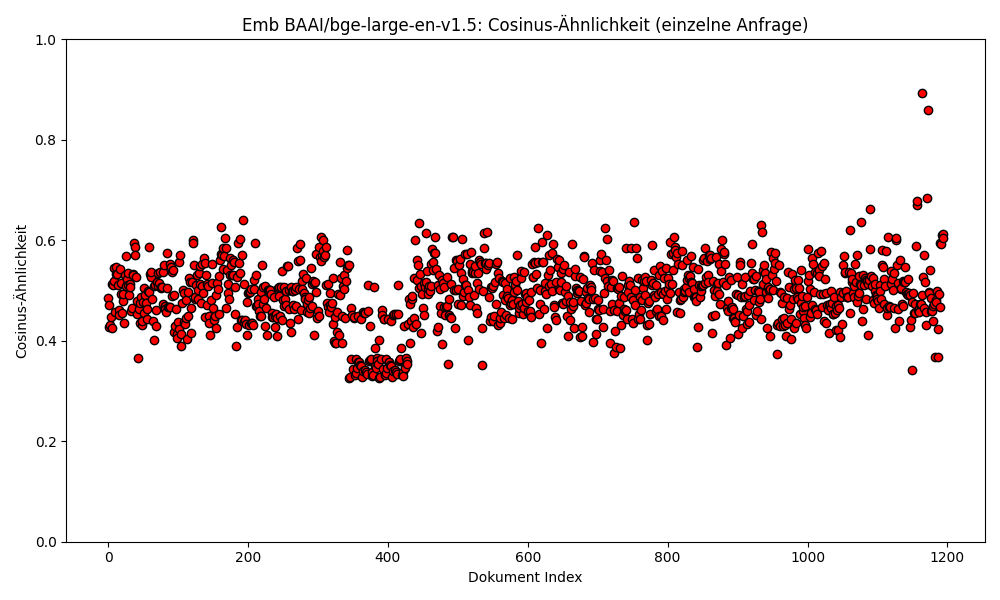 Emb BAAI/bge-large-en-v1.5: Cosinus-Ähnlichkeit (einzelne Anfrage)
1.0
0.8
0.6
0.4
0.2
0.0
Cosinus-Ähnlichkeit
0 200 400 600 800 1000 1200
Dokument Index